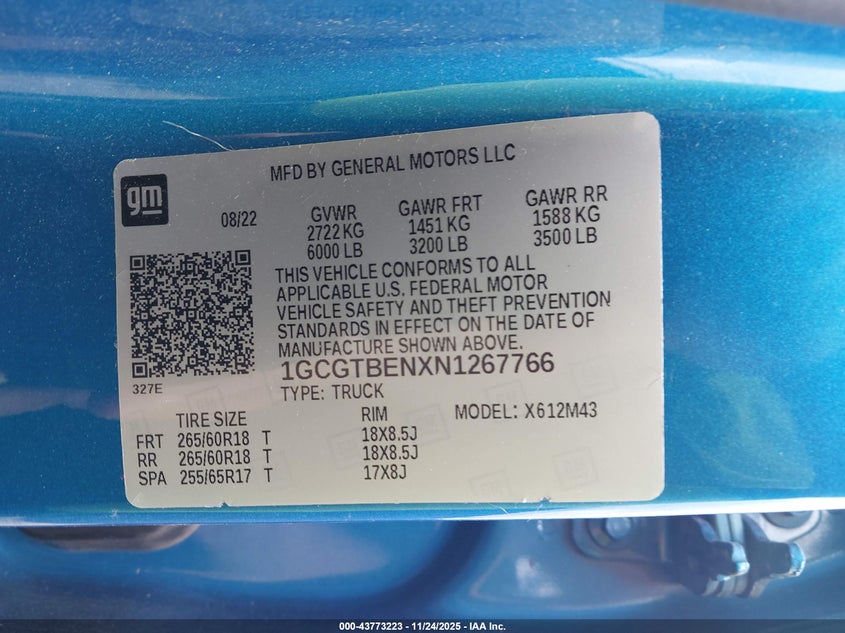 MFD BY GENERAL MOTORS LLC
gm
08/22
GVWR GAWR FRT GAWR RR
2722 KG 1451 KG 1588 KG
6000 LB 3200 LB 3500 LB
THIS VEHICLE CONFORMS TO ALL
APPLICABLE U.S. FEDERAL MOTOR
VEHICLE SAFETY AND THEFT PREVENTION
STANDARDS IN EFFECT ON THE DATE OF
MANUFACTURE SHOWN ABOVE.
1GCGTBENXN1267766
327E
TYPE: TRUCK
TIRE SIZE RIM MODEL: X612M43
FRT 265/60R18 T 18X8.5J
RR 265/60R18 T 18X8.5J
SPA 255/65R17 T 17X8J
000-43773223 - 11/24/2025 - IAA Inc.